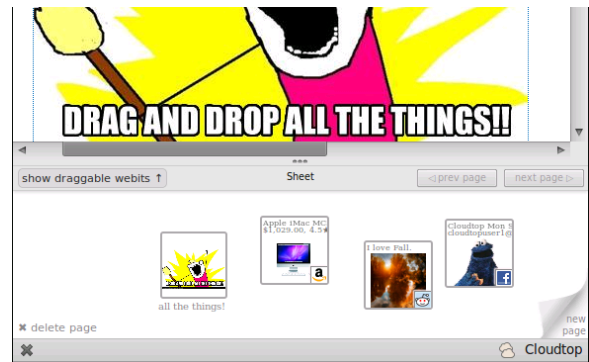 DRAG AND DROP ALL THE THINGS!!
show draggable webits ↑
Sheet
◁ prev page
next page ▷
Apple iMac MC
$1,029.00, 4.5★
Cloudtop Mon S
cloudtopuser1@
I love Fall.
a
f
all the things!
✖ delete page
new
page
✖
Cloudtop